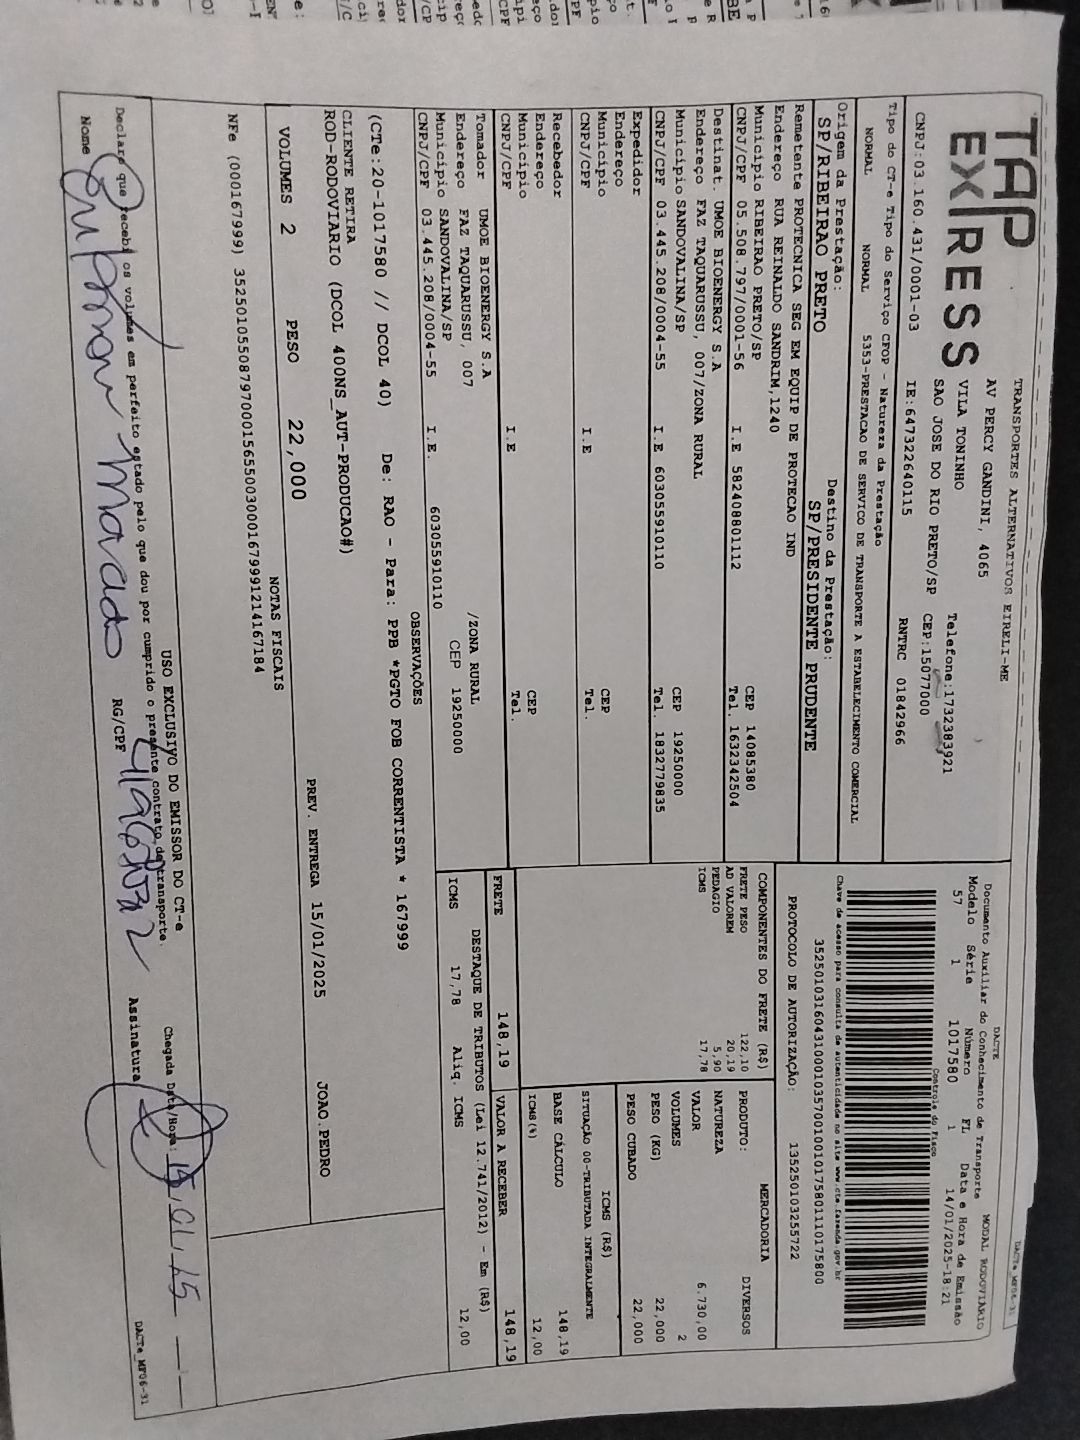 TAP
EXPRESS
TRANSPORTES ALTERNATIVOS EIRELI-ME
AV PERCY GANDINI, 4065
VILA TONINHO
SAO JOSE DO RIO PRETO/SP
Telefone:1732383921
CEP:15077000
CNPJ:03.160.431/0001-03
IE:647322640115
RNTRC 01842966
Tipo do CT-e Tipo do Serviço CFOP - Natureza da Prestação
NORMAL NORMAL 5353-PRESTACAO DE SERVICO DE TRANSPORTE A ESTABELECIMENTO COMERCIAL
Origem da Prestação: Destino da Prestação:
SP/RIBEIRAO PRETO SP/PRESIDENTE PRUDENTE
Remetente PROTECNICA SEG EM EQUIP DE PROTECAO IND
Endereço RUA REINALDO SANDRIM,1240
Município RIBEIRAO PRETO/SP CEP 14085380
CNPJ/CPF 05.508.797/0001-56 I.E 582408801112 Tel. 1632342504
Destinat. UMOE BIOENERGY S.A
Endereço FAZ TAQUARUSSU, 007/ZONA RURAL
Município SANDOVALINA/SP CEP 19250000
CNPJ/CPF 03.445.208/0004-55 I.E 603055910110 Tel. 1832779835
Expedidor
Endereço
Município CEP
CNPJ/CPF I.E Tel.
Recebedor
Endereço
Município CEP
CNPJ/CPF I.E Tel.
Tomador UMOE BIOENERGY S.A
Endereço FAZ TAQUARUSSU, 007 /ZONA RURAL
Município SANDOVALINA/SP CEP 19250000
CNPJ/CPF 03.445.208/0004-55 I.E. 603055910110
DACTE
Documento Auxiliar do Conhecimento de Transporte MODAL RODOVIÁRIO
Modelo Série Número FL Data e Hora de Emissão
57 1 1017580 1 14/01/2025-18:21
Controle do Fisco
Chave de acesso para consulta de autenticidade no site www.cte.fazenda.gov.br
35250103160431000103570010010175801110175800
PROTOCOLO DE AUTORIZAÇÃO: 135250103255722
COMPONENTES DO FRETE (R$)
FRETE PESO 122,10
AD VALOREM 20,19
PEDAGIO 5,90
ICMS 17,78
MERCADORIA
PRODUTO: DIVERSOS
NATUREZA
VALOR 6.730,00
VOLUMES 2
PESO (KG) 22,000
PESO CUBADO 22,000
ICMS (R$)
SITUAÇÃO 00-TRIBUTADA INTEGRALMENTE
BASE CÁLCULO 148,19
ICMS(%) 12,00
FRETE 148,19 VALOR A RECEBER 148,19
DESTAQUE DE TRIBUTOS (Lei 12.741/2012) - Em (R$)
ICMS 17,78 Aliq. ICMS 12,00
OBSERVAÇÕES
(CTe:20-1017580 // DCOL 40) De: RAO - Para: PPB *PGTO FOB CORRENTISTA * 167999
CLIENTE RETIRA
ROD-RODOVIARIO (DCOL 400NS_AUT-PRODUCAO#)
VOLUMES 2 PESO 22,000 PREV. ENTREGA 15/01/2025 JOAO.PEDRO
NOTAS FISCAIS
NFe (000167999) 35250105508797000156550030001679991214167184
USO EXCLUSIVO DO EMISSOR DO CT-e
Declaro que recebi os volumes em perfeito estado pelo que dou por cumprido o presente contrato de transporte.
Chegada Data/Hora: 15/01/25
Nome RG/CPF Assinatura
DACTe_MF06-31